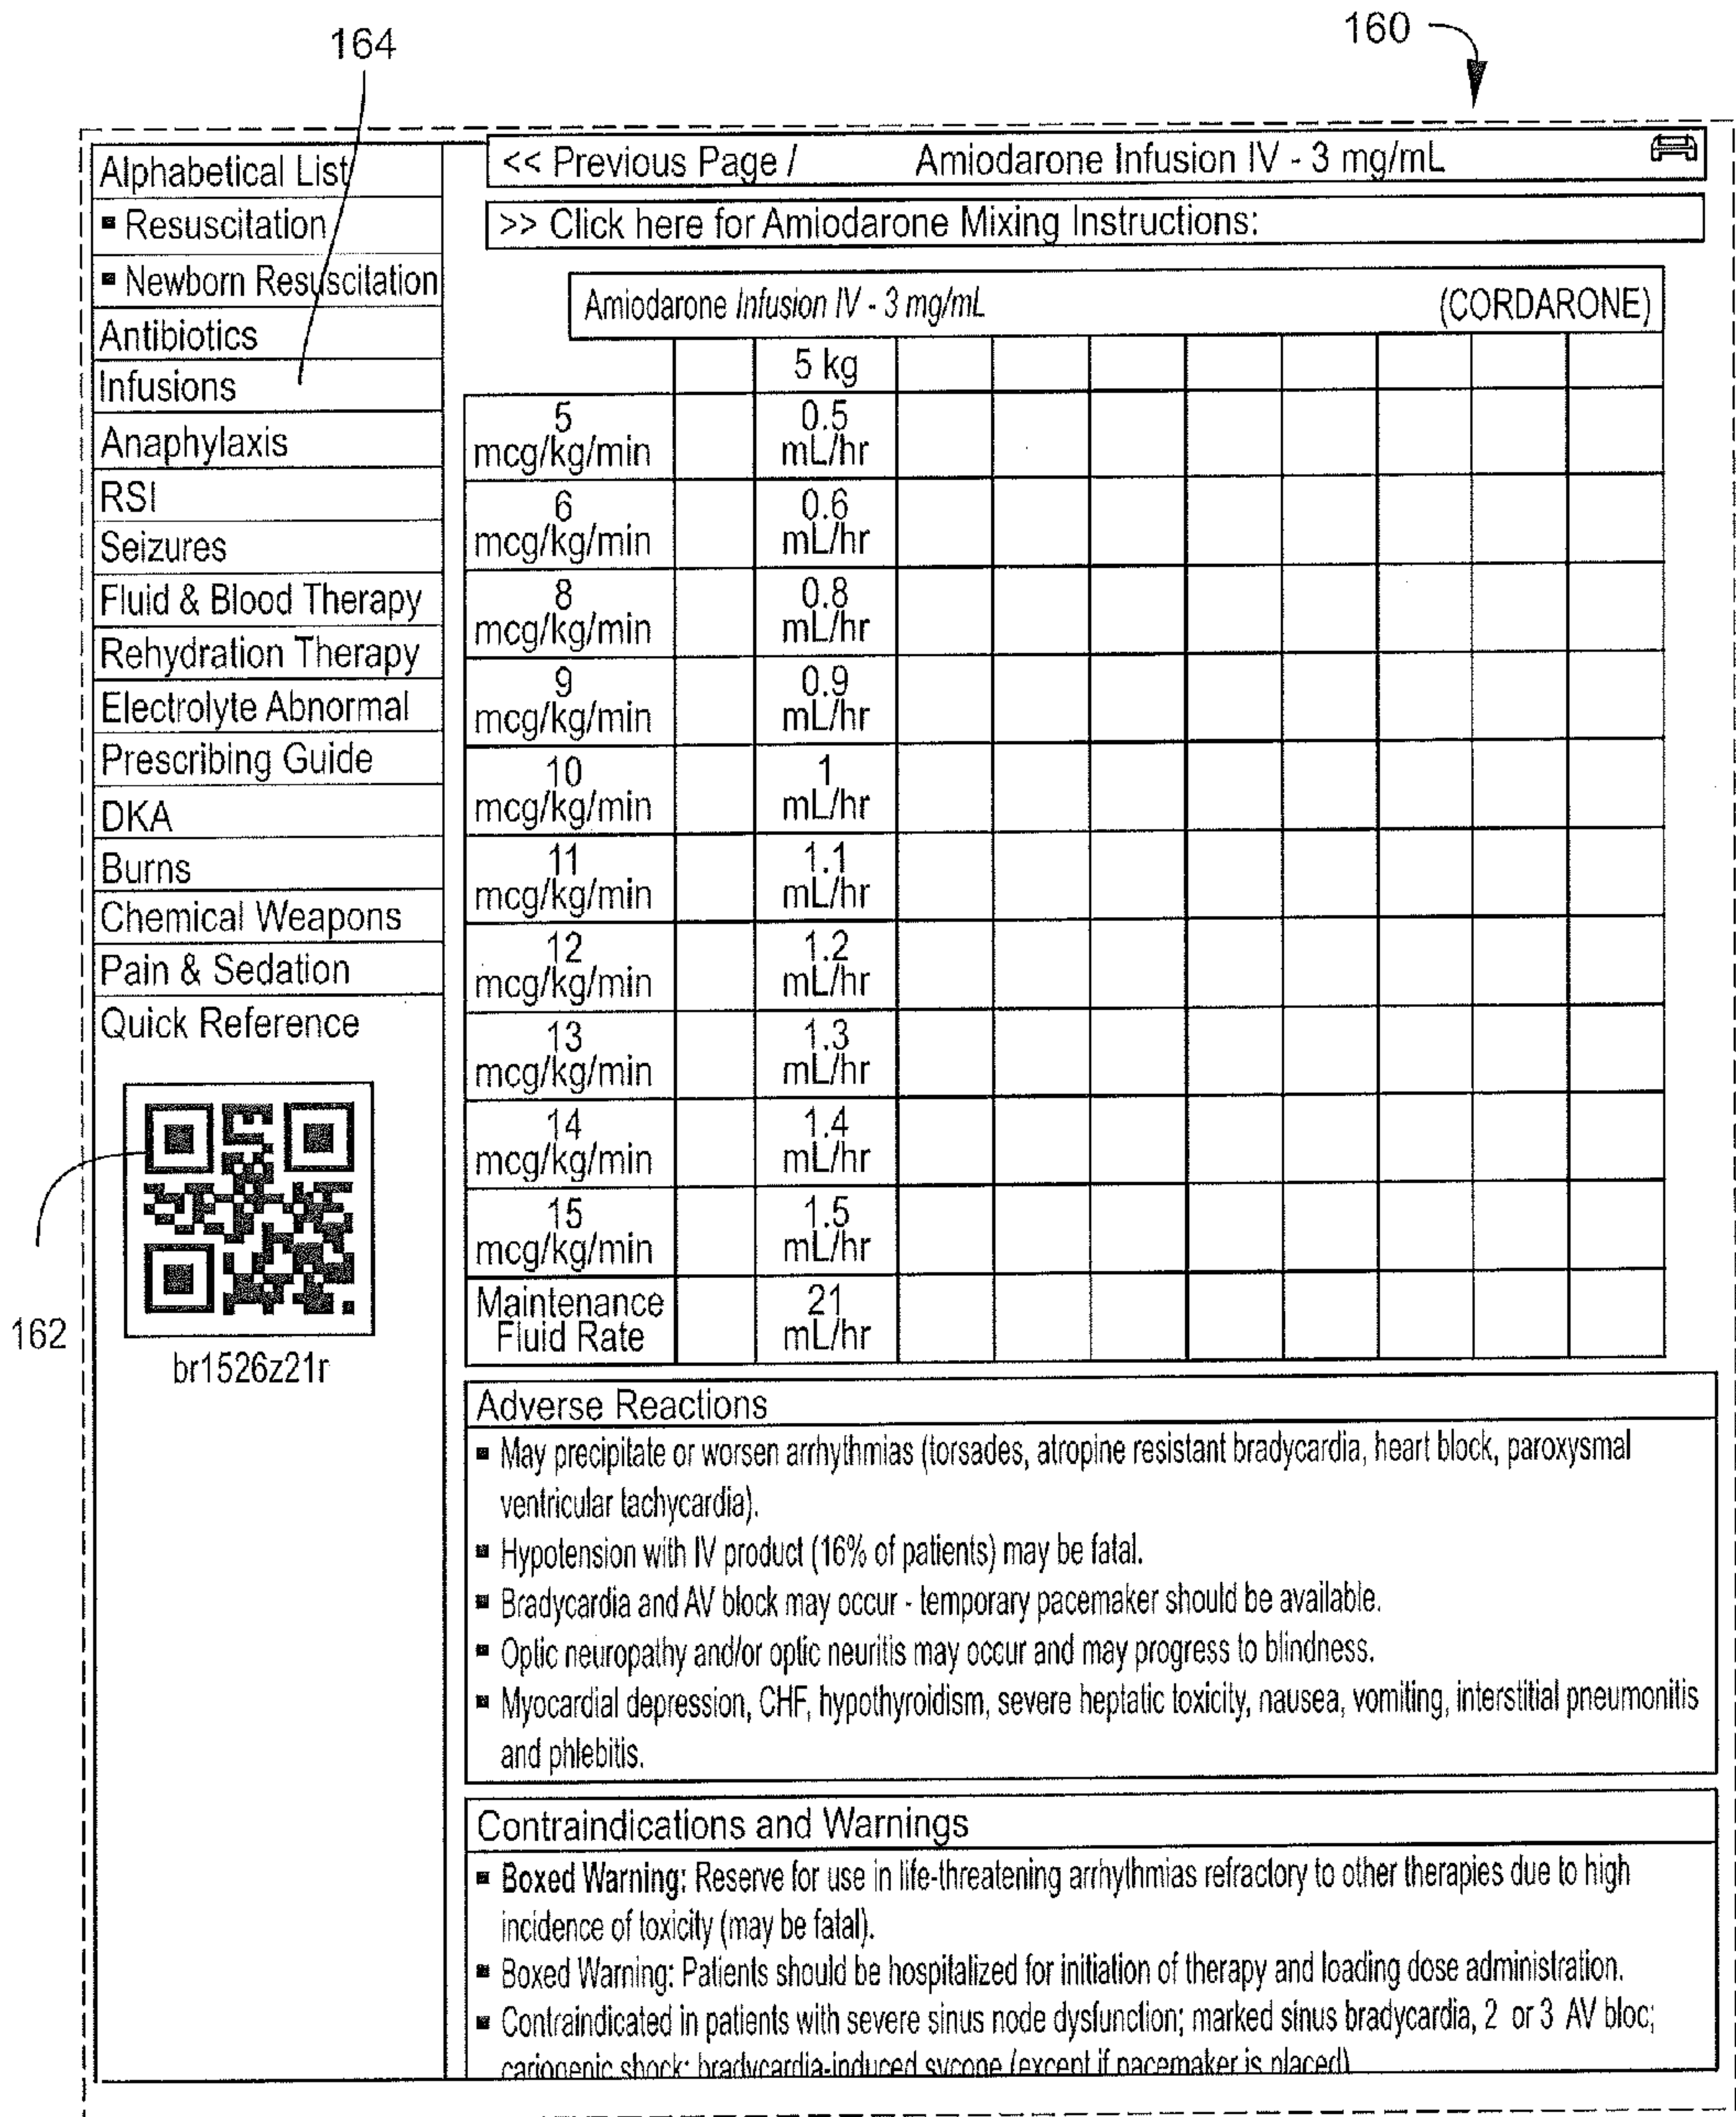 164
160
Alphabetical List
▪ Resuscitation
▪ Newborn Resuscitation
Antibiotics
Infusions
Anaphylaxis
RSI
Seizures
Fluid & Blood Therapy
Rehydration Therapy
Electrolyte Abnormal
Prescribing Guide
DKA
Burns
Chemical Weapons
Pain & Sedation
Quick Reference
162
br1526z21r
<< Previous Page / Amiodarone Infusion IV - 3 mg/mL
>> Click here for Amiodarone Mixing Instructions:
Amiodarone Infusion IV - 3 mg/mL (CORDARONE)
5 kg
5 0.5
mcg/kg/min mL/hr
6 0.6
mcg/kg/min mL/hr
8 0.8
mcg/kg/min mL/hr
9 0.9
mcg/kg/min mL/hr
10 1
mcg/kg/min mL/hr
11 1.1
mcg/kg/min mL/hr
12 1.2
mcg/kg/min mL/hr
13 1.3
mcg/kg/min mL/hr
14 1.4
mcg/kg/min mL/hr
15 1.5
mcg/kg/min mL/hr
Maintenance 21
Fluid Rate mL/hr
Adverse Reactions
▪ May precipitate or worsen arrhythmias (torsades, atropine resistant bradycardia, heart block, paroxysmal
ventricular tachycardia).
▪ Hypotension with IV product (16% of patients) may be fatal.
▪ Bradycardia and AV block may occur - temporary pacemaker should be available.
▪ Optic neuropathy and/or optic neuritis may occur and may progress to blindness.
▪ Myocardial depression, CHF, hypothyroidism, severe heptatic toxicity, nausea, vomiting, interstitial pneumonitis
and phlebitis.
Contraindications and Warnings
▪ Boxed Warning: Reserve for use in life-threatening arrhythmias refractory to other therapies due to high
incidence of toxicity (may be fatal).
▪ Boxed Warning: Patients should be hospitalized for initiation of therapy and loading dose administration.
▪ Contraindicated in patients with severe sinus node dysfunction; marked sinus bradycardia, 2 or 3 AV bloc;
cariogenic shock; bradycardia-induced sycope (except if pacemaker is placed)